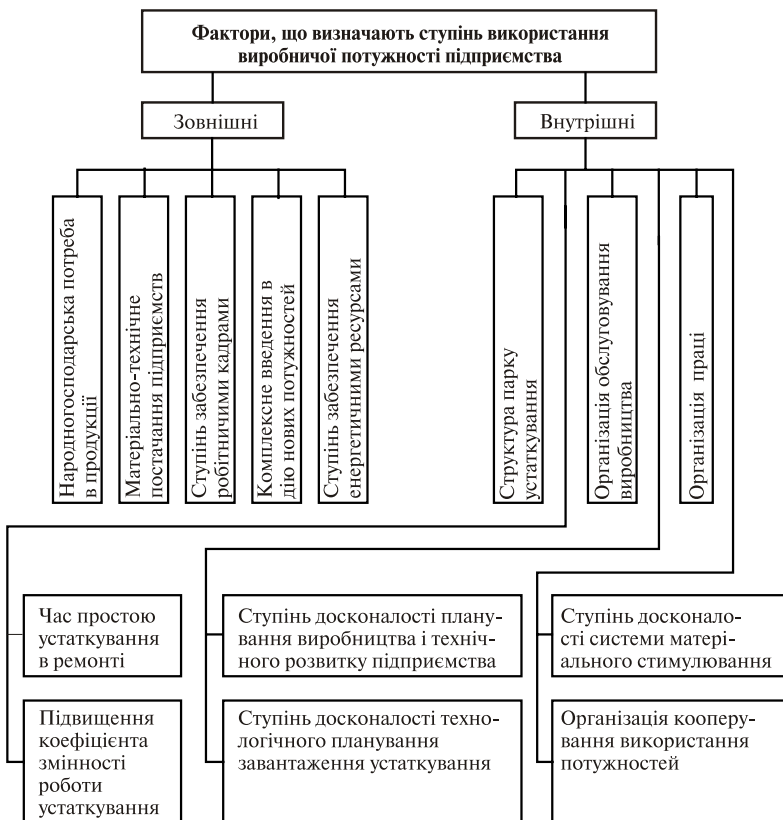 Фактори, що визначають ступінь використання
виробничої потужності підприємства
Зовнішні
Внутрішні
Народногосподарська потреба
в продукції
Матеріально-технічне
постачання підприємств
Ступінь забезпечення
робітничими кадрами
Комплексне введення в
дію нових потужностей
Ступінь забезпечення
енергетичними ресурсами
Структура парку
устаткування
Організація обслуговування
виробництва
Організація праці
Час простою
устаткування
в ремонті
Ступінь досконалості плану-
вання виробництва і техніч-
ного розвитку підприємства
Ступінь досконало-
сті системи матері-
ального стимулювання
Підвищення
коефіцієнта
змінності
роботи
устаткування
Ступінь досконалості техно-
логічного планування
завантаження устаткування
Організація кооперу-
вання використання
потужностей